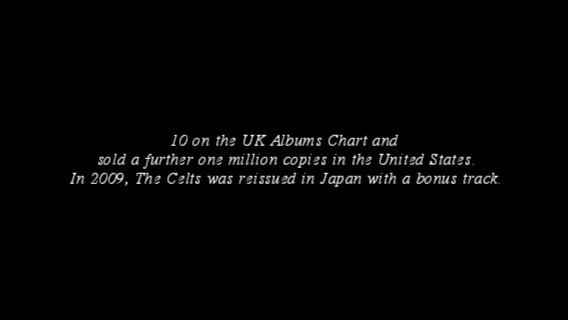 10 on the UK Albums Chart and
sold a further one million copies in the United States.
In 2009, The Celts was reissued in Japan with a bonus track.